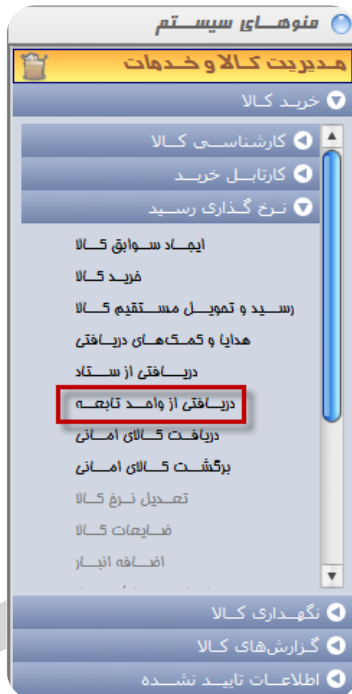 منوهای سیستم
مدیریت کالا و خدمات
خرید کالا
کارشناسی کالا
کارتابل خرید
نرخ گذاری رسید
ایجاد سوابق کالا
خرید کالا
رسید و تحویل مستقیم کالا
هدایا و کمک‌های دریافتی
دریافتی از ستاد
دریافتی از واحد تابعه
دریافت کالای امانی
برگشت کالای امانی
تعدیل نرخ کالا
ضایعات کالا
اضافه انبار
نگهداری کالا
گزارش‌های کالا
اطلاعات تایید نشده